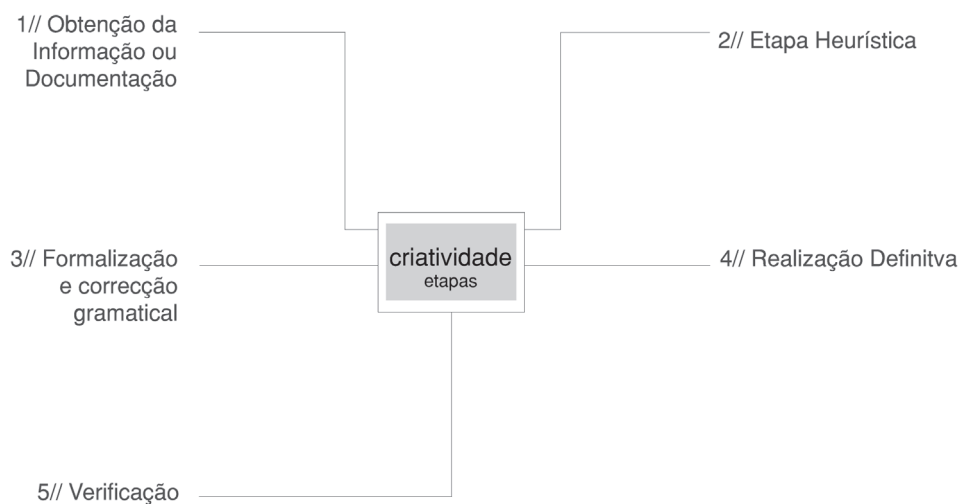 1// Obtenção da
Informação ou
Documentação
2// Etapa Heurística
3// Formalização
e correcção
gramatical
criatividade
etapas
4// Realização Definitva
5// Verificação